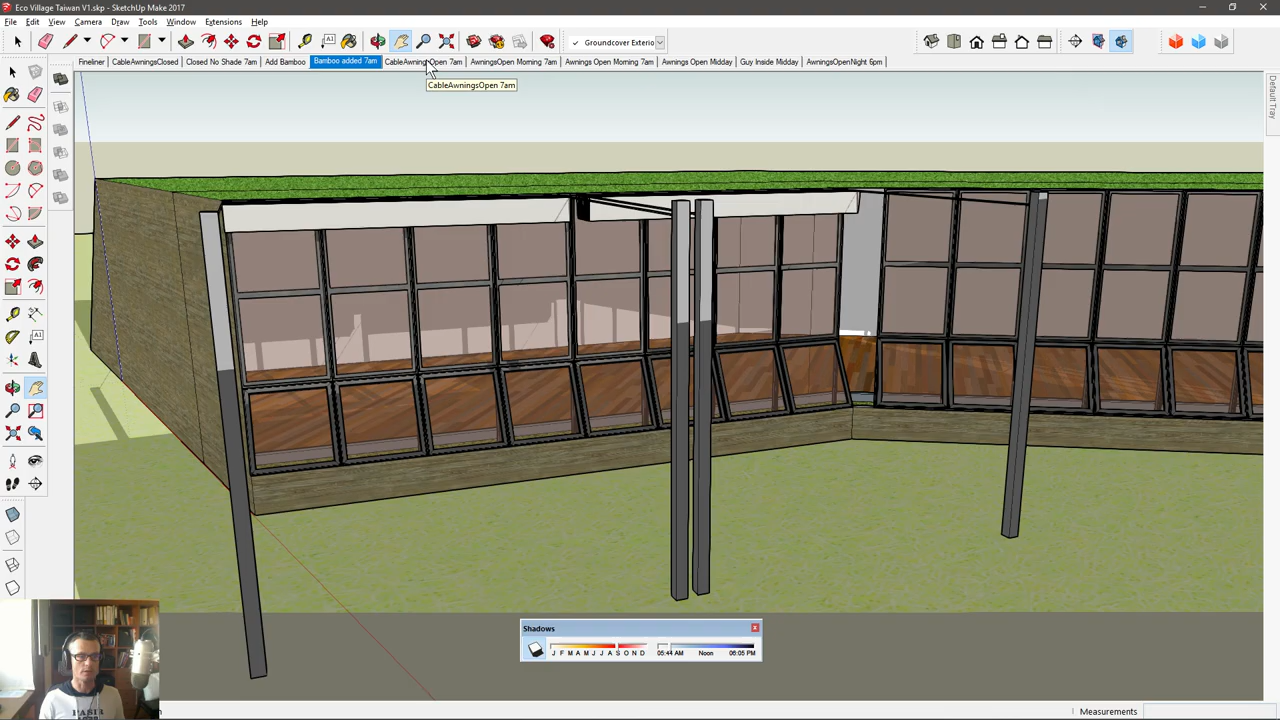 Eco Village Taiwan V1.skp - SketchUp Make 2017
File Edit View Camera Draw Tools Window Extensions Help
✓ Groundcover Exterio
Fineliner CableAwningsClosed Closed No Shade 7am Add Bamboo Bamboo added 7am CableAwningsOpen 7am AwningsOpen Morning 7am Awnings Open Morning 7am Awnings Open Midday Guy Inside Midday AwningsOpenNight 6pm
CableAwningsOpen 7am
Default Tray
Shadows
J F M A M J J A S O N D 05:44 AM Noon 06:05 PM
Measurements